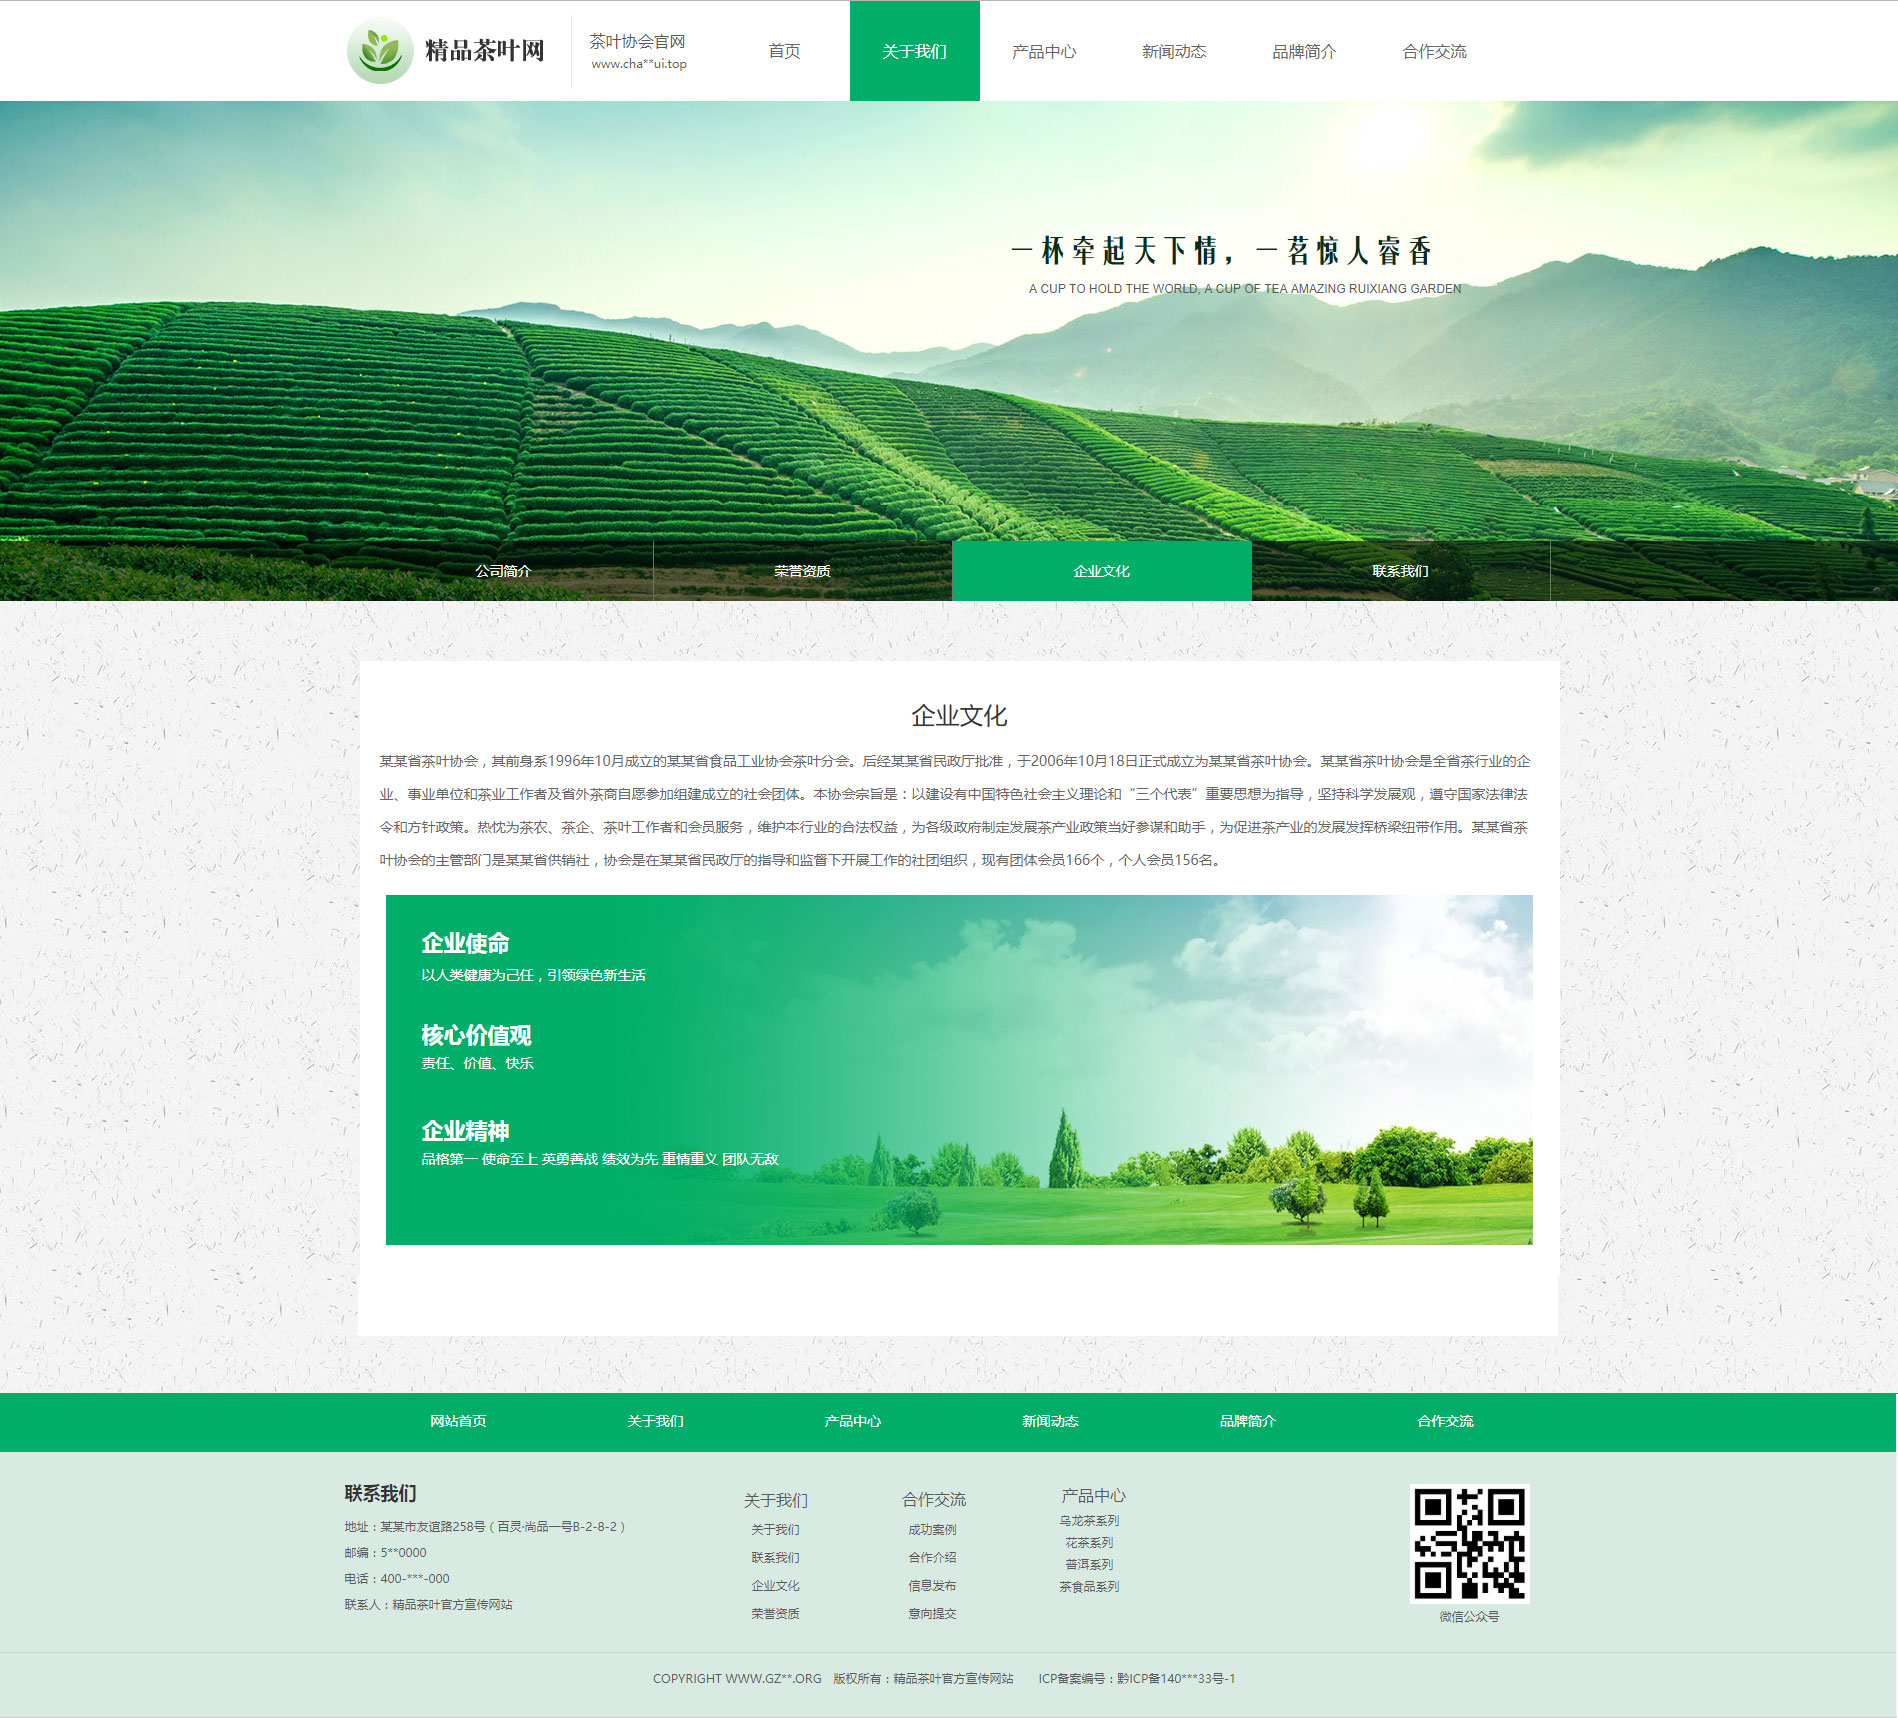 精品茶叶网
茶叶协会官网
www.cha**ui.top
首页
关于我们
产品中心
新闻动态
品牌简介
合作交流
一杯牵起天下情，一茗惊人睿香
A CUP TO HOLD THE WORLD, A CUP OF TEA AMAZING RUIXIANG GARDEN
公司简介
荣誉资质
企业文化
联系我们
企业文化
某某省茶叶协会，其前身系1996年10月成立的某某省食品工业协会茶叶分会。后经某某省民政厅批准，于2006年10月18日正式成立为某某省茶叶协会。某某省茶叶协会是全省茶行业的企
业、事业单位和茶业工作者及省外茶商自愿参加组建成立的社会团体。本协会宗旨是：以建设有中国特色社会主义理论和“三个代表”重要思想为指导，坚持科学发展观，遵守国家法律法
令和方针政策。热忱为茶农、茶企、茶叶工作者和会员服务，维护本行业的合法权益，为各级政府制定发展茶产业政策当好参谋和助手，为促进茶产业的发展发挥桥梁纽带作用。某某省茶
叶协会的主管部门是某某省供销社，协会是在某某省民政厅的指导和监督下开展工作的社团组织，现有团体会员166个，个人会员156名。
企业使命
以人类健康为己任，引领绿色新生活
核心价值观
责任、价值、快乐
企业精神
品格第一 使命至上 英勇善战 绩效为先 重情重义 团队无敌
网站首页
关于我们
产品中心
新闻动态
品牌简介
合作交流
联系我们
地址：某某市友谊路258号（百灵·尚品一号B-2-8-2）
邮编：5**0000
电话：400-***-000
联系人：精品茶叶官方宣传网站
关于我们
关于我们
联系我们
企业文化
荣誉资质
合作交流
成功案例
合作介绍
信息发布
意向提交
产品中心
乌龙茶系列
花茶系列
普洱系列
茶食品系列
微信公众号
COPYRIGHT WWW.GZ**.ORG 版权所有：精品茶叶官方宣传网站 ICP备案编号：黔ICP备140***33号-1